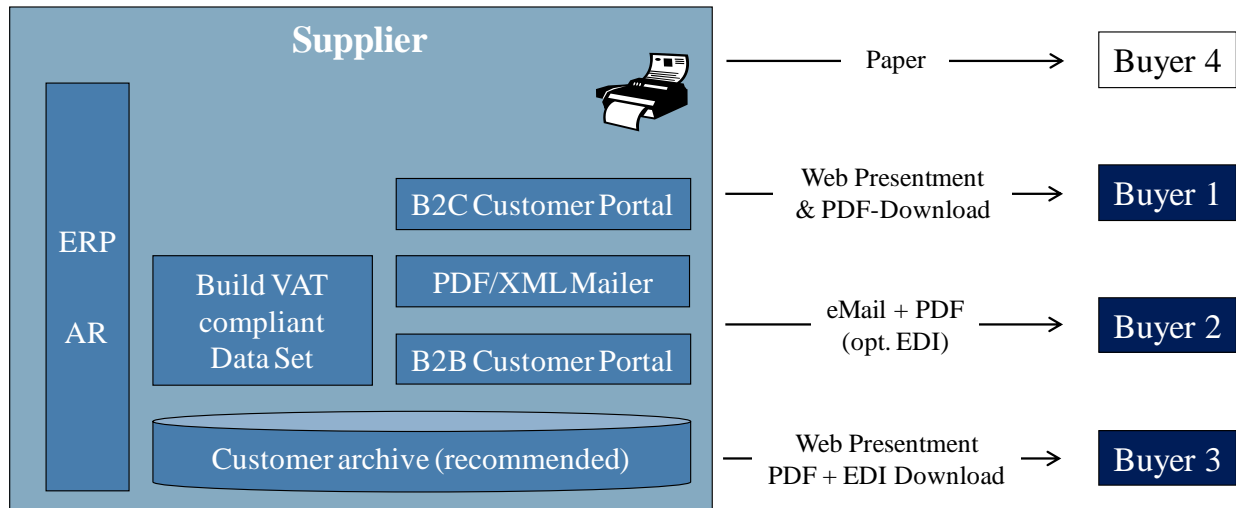 Supplier
ERP
AR
Build VAT
compliant
Data Set
B2C Customer Portal
PDF/XML Mailer
B2B Customer Portal
Customer archive (recommended)
Paper
Buyer 4
Web Presentment
& PDF-Download
Buyer 1
eMail + PDF
(opt. EDI)
Buyer 2
Web Presentment
PDF + EDI Download
Buyer 3